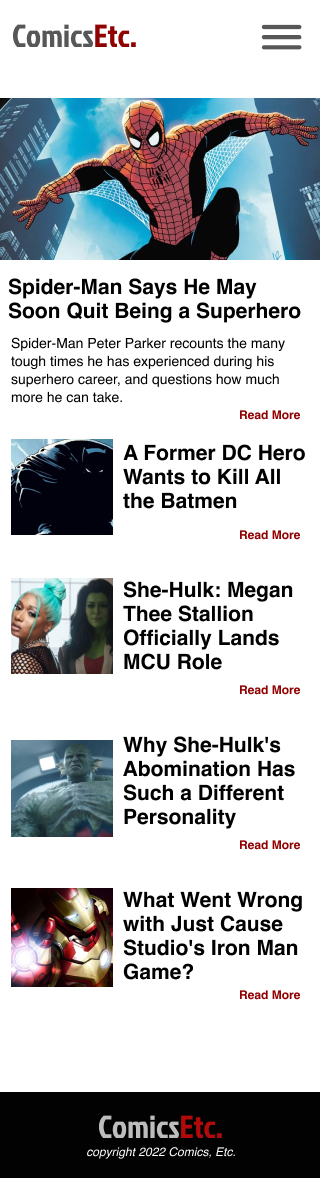 ComicsEtc.
Spider-Man Says He May
Soon Quit Being a Superhero
Spider-Man Peter Parker recounts the many
tough times he has experienced during his
superhero career, and questions how much
more he can take.
Read More
A Former DC Hero
Wants to Kill All
the Batmen
Read More
She-Hulk: Megan
Thee Stallion
Officially Lands
MCU Role
Read More
Why She-Hulk's
Abomination Has
Such a Different
Personality
Read More
What Went Wrong
with Just Cause
Studio's Iron Man
Game?
Read More
ComicsEtc.
copyright 2022 Comics, Etc.